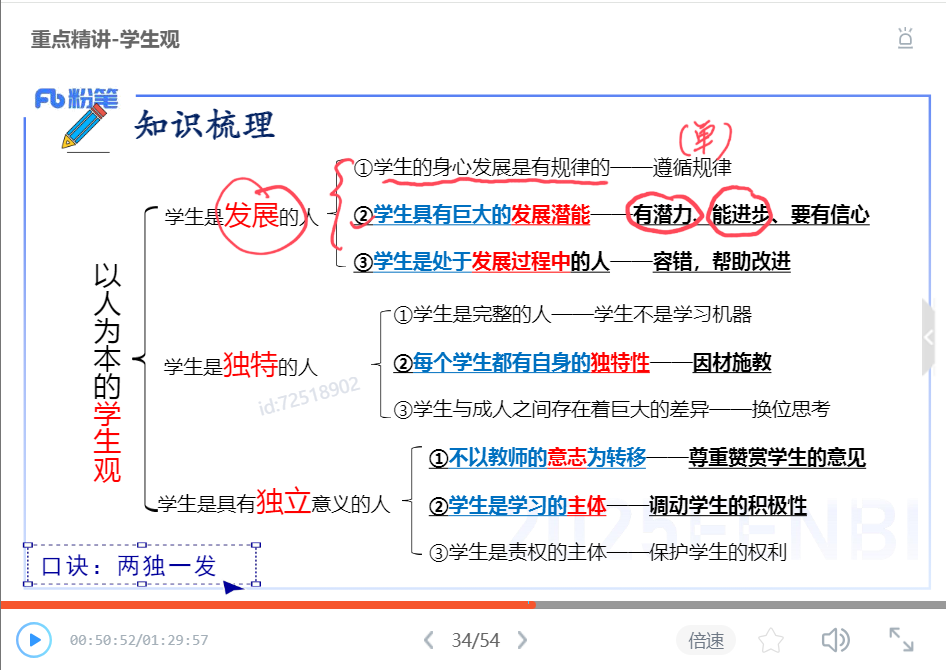 重点精讲-学生观
粉笔
知识梳理
(单)
①学生的身心发展是有规律的——遵循规律
学生是发展的人
②学生具有巨大的发展潜能——有潜力、能进步、要有信心
③学生是处于发展过程中的人——容错，帮助改进
以人为本的学生观
①学生是完整的人——学生不是学习机器
学生是独特的人
②每个学生都有自身的独特性——因材施教
id:72518902
③学生与成人之间存在着巨大的差异——换位思考
①不以教师的意志为转移——尊重赞赏学生的意见
学生是具有独立意义的人
②学生是学习的主体——调动学生的积极性
2025FENBI
③学生是责权的主体——保护学生的权利
口诀：两独一发
00:50:52/01:29:57
34/54
倍速